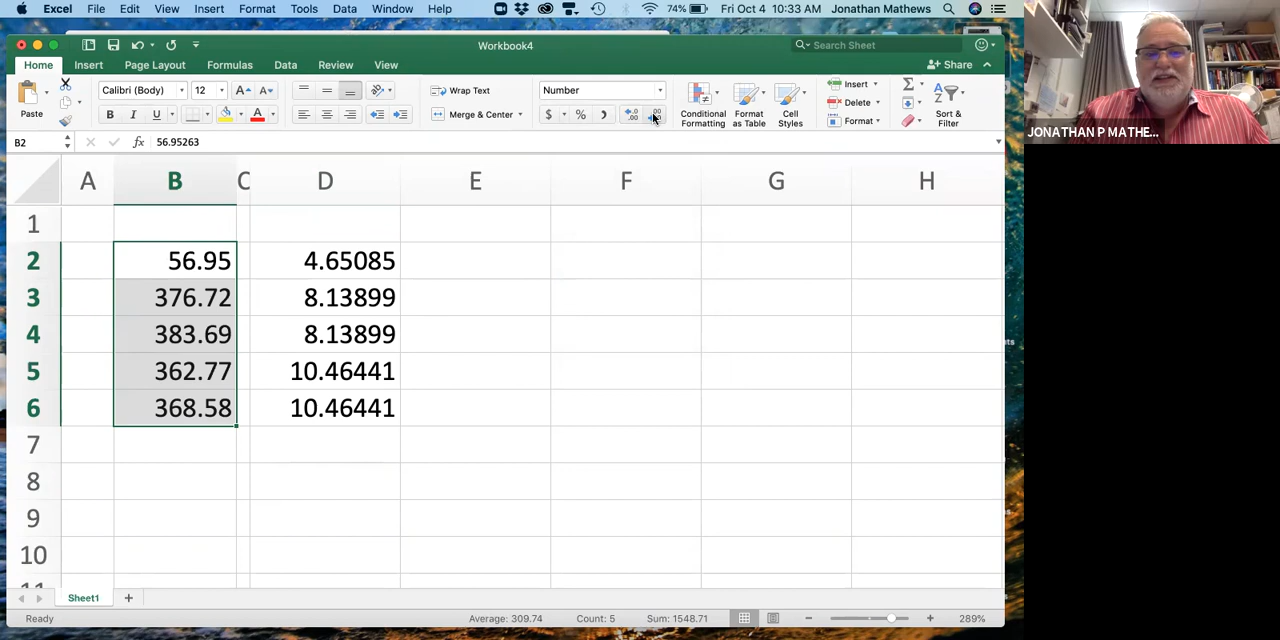 Excel File Edit View Insert Format Tools Data Window Help 74% Fri Oct 4 10:33 AM Jonathan Mathews
Workbook4
Search Sheet
Home Insert Page Layout Formulas Data Review View Share
Calibri (Body) 12 A A Wrap Text Number Insert
Paste B I U A Merge & Center $ % Conditional Formatting Format as Table Cell Styles Delete Format Sort & Filter
JONATHAN P MATHE...
B2 fx 56.95263
A B C D E F G H
1
2 56.95 4.65085
3 376.72 8.13899
4 383.69 8.13899
5 362.77 10.46441
6 368.58 10.46441
7
8
9
10
11
Sheet1
Ready Average: 309.74 Count: 5 Sum: 1548.71 289%